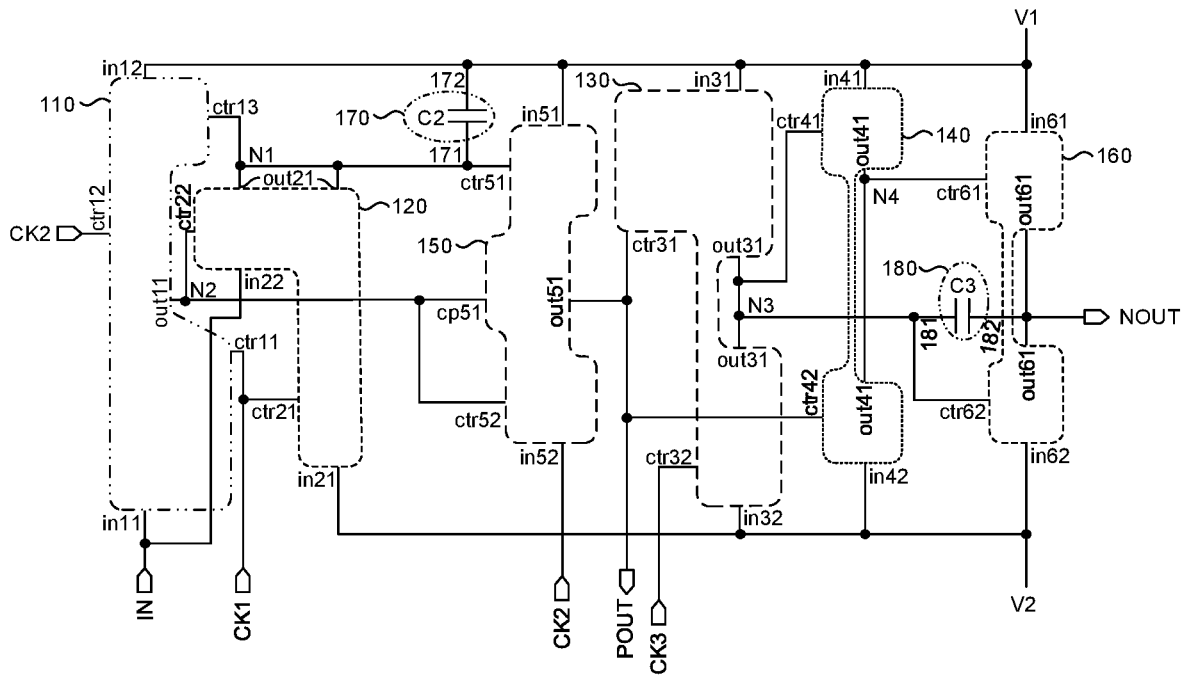 V1
in12
110
172
130
in31
in41
ctr13
170
C2
in51
ctr41
out41
140
in61
160
N1
171
ctr51
out21
ctr12
ctr22
120
N4
ctr61
out61
CK2
150
ctr31
out31
180
C3
in22
out11
N2
cp51
out51
N3
181
182
NOUT
ctr11
out31
ctr21
ctr52
ctr42
out41
ctr62
out61
in21
in52
ctr32
in42
in62
in11
in32
IN
CK1
CK2
POUT
CK3
V2